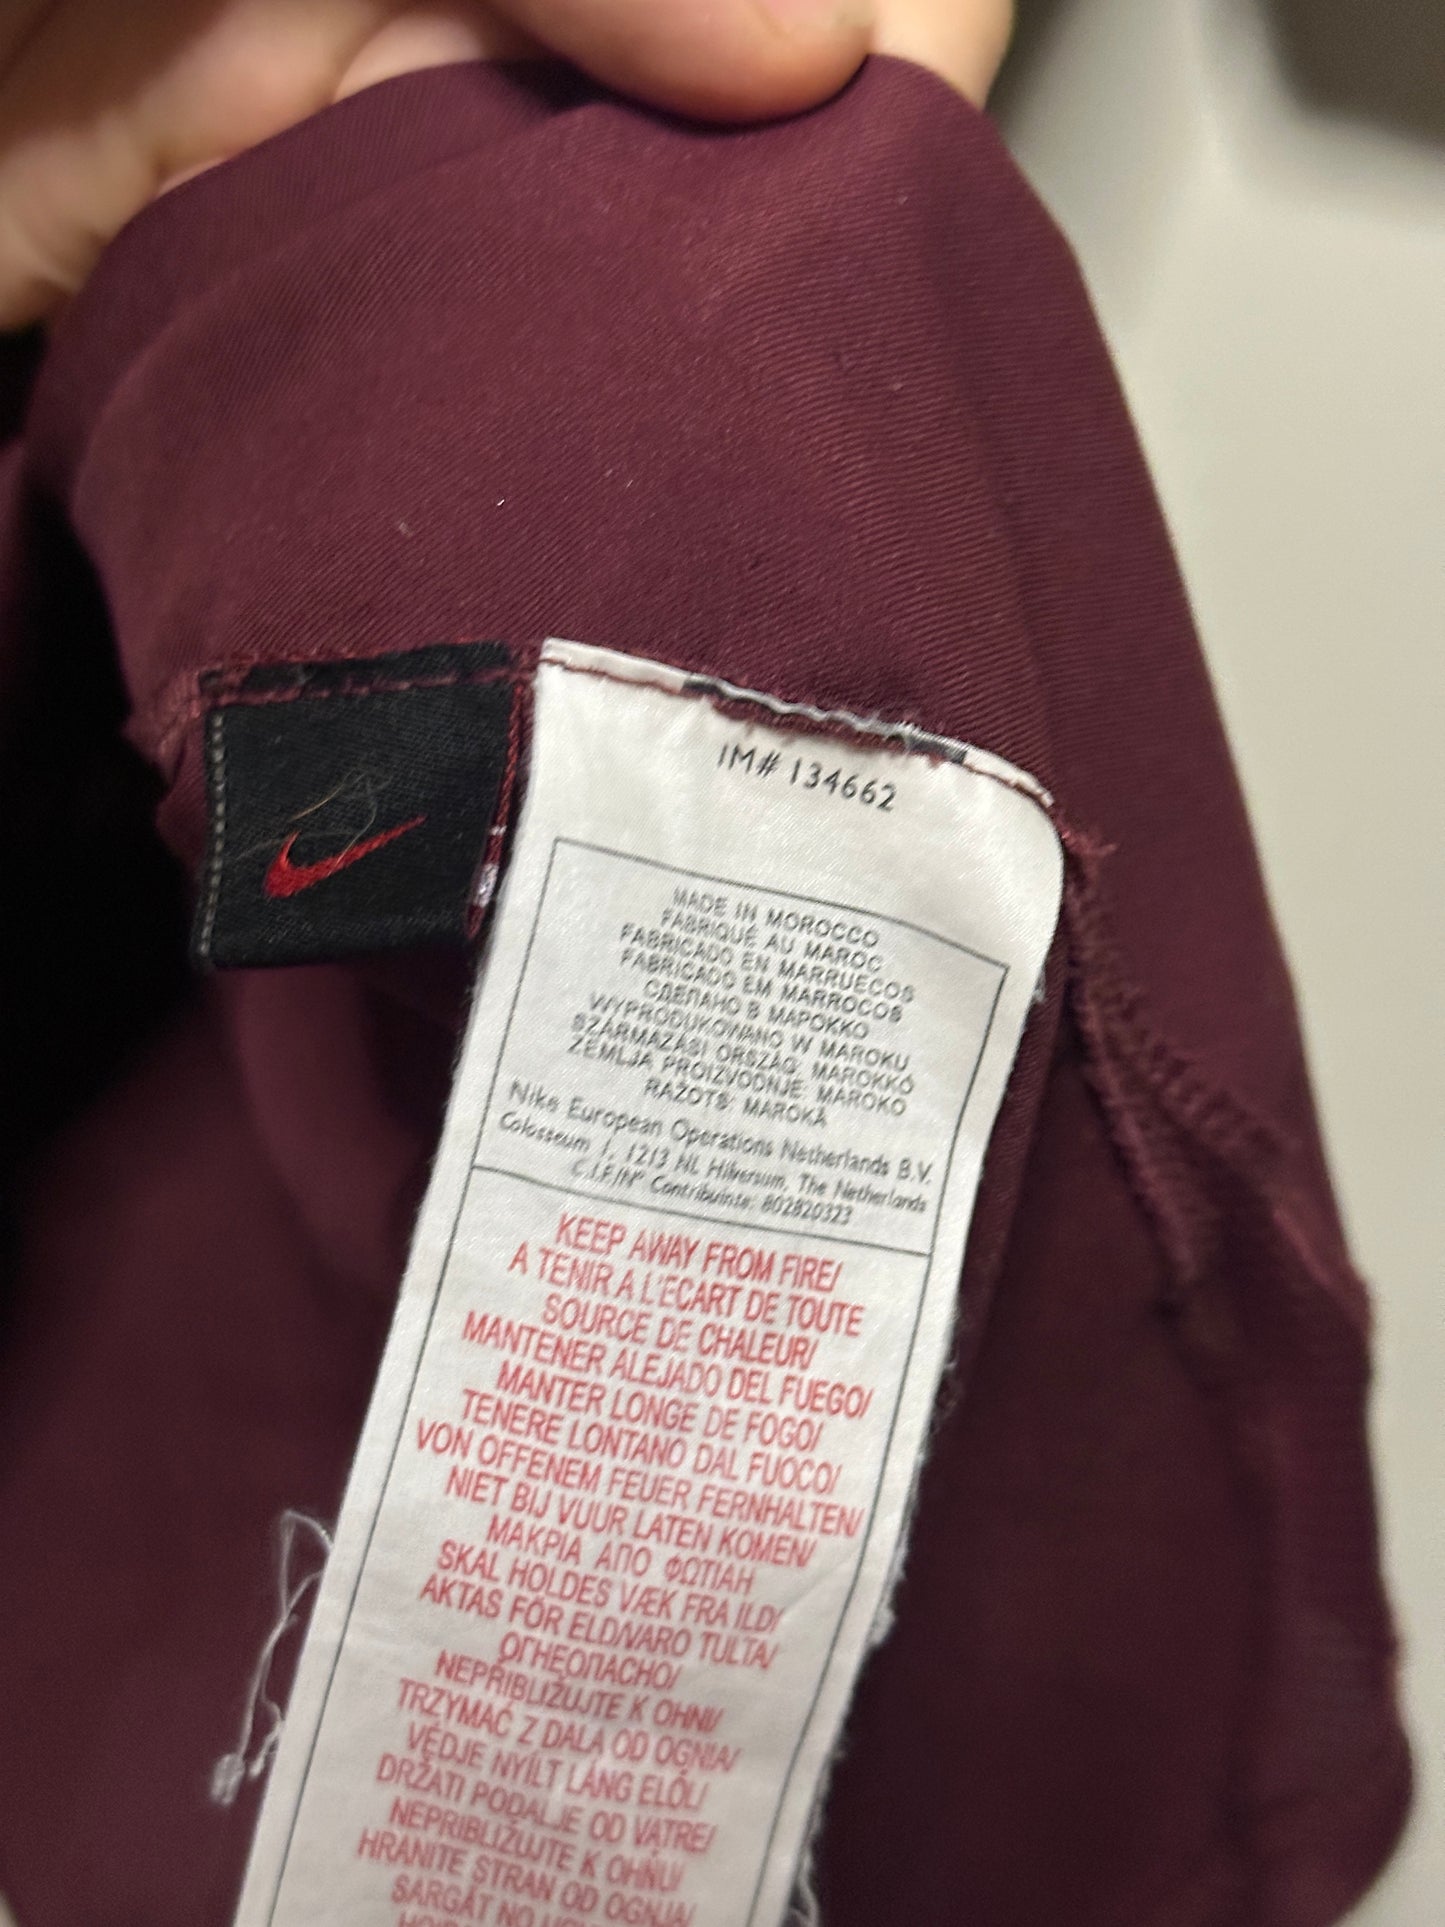 IM# 134662
MADE IN MOROCCO
FABRIQUÉ AU MAROC
FABRICADO EN MARRUECOS
FABRICADO EM MARROCOS
СДЕЛАНО В МАРОККО
WYPRODUKOWANO W MAROKU
SZÁRMAZÁSI ORSZÁG: MAROKKÓ
ZEMLJA PROIZVODNJE: MAROKO
RAŽOTS: MAROKĀ
Nike European Operations Netherlands B.V.
Colosseum 1, 1213 NL Hilversum, The Netherlands
C.I.F./Nº Contribuinte: 802820323
KEEP AWAY FROM FIRE/
A TENIR A L'ECART DE TOUTE
SOURCE DE CHALEUR/
MANTENER ALEJADO DEL FUEGO/
MANTER LONGE DE FOGO/
TENERE LONTANO DAL FUOCO/
VON OFFENEM FEUER FERNHALTEN/
NIET BIJ VUUR LATEN KOMEN/
ΜΑΚΡΙΑ ΑΠΟ ΦΩΤΙΑΗ
SKAL HOLDES VÆK FRA ILD/
AKTAS FÖR ELD/VARO TULTA/
ОГНЕОПАСНО/
NEPŘIBLIŽUJTE K OHNI/
TRZYMAĆ Z DALA OD OGNIA/
VÉDJE NYÍLT LÁNG ELŐL/
DRŽATI PODALJE OD VATRE/
NEPRIBLIŽUJTE K OHŇU/
HRANITE STRAN OD OGNJA/
SARGĀT NO